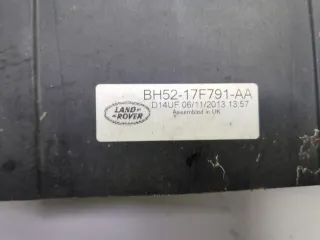 BH52-17F791-AA
D14UF 06/11/2013 13:57
Assembled in UK
LAND
ROVER